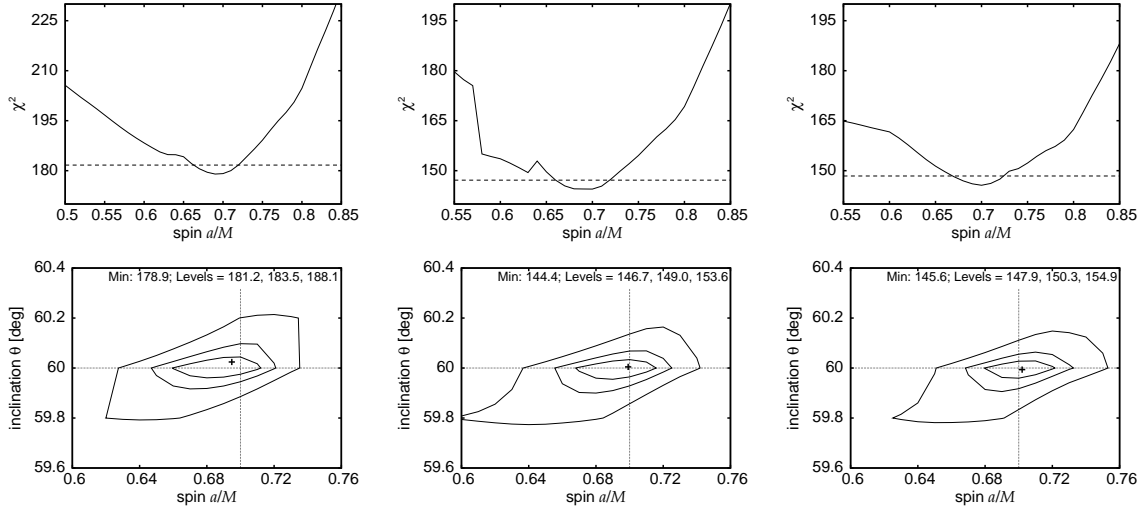 225
210
195
180
χ²
0.5 0.55 0.6 0.65 0.7 0.75 0.8 0.85
spin a/M
195
180
165
150
χ²
0.55 0.6 0.65 0.7 0.75 0.8 0.85
spin a/M
195
180
165
150
χ²
0.55 0.6 0.65 0.7 0.75 0.8 0.85
spin a/M
Min: 178.9; Levels = 181.2, 183.5, 188.1
60.4
60.2
60
59.8
59.6
inclination θ [deg]
0.6 0.64 0.68 0.72 0.76
spin a/M
Min: 144.4; Levels = 146.7, 149.0, 153.6
60.4
60.2
60
59.8
59.6
inclination θ [deg]
0.6 0.64 0.68 0.72 0.76
spin a/M
Min: 145.6; Levels = 147.9, 150.3, 154.9
60.4
60.2
60
59.8
59.6
inclination θ [deg]
0.6 0.64 0.68 0.72 0.76
spin a/M